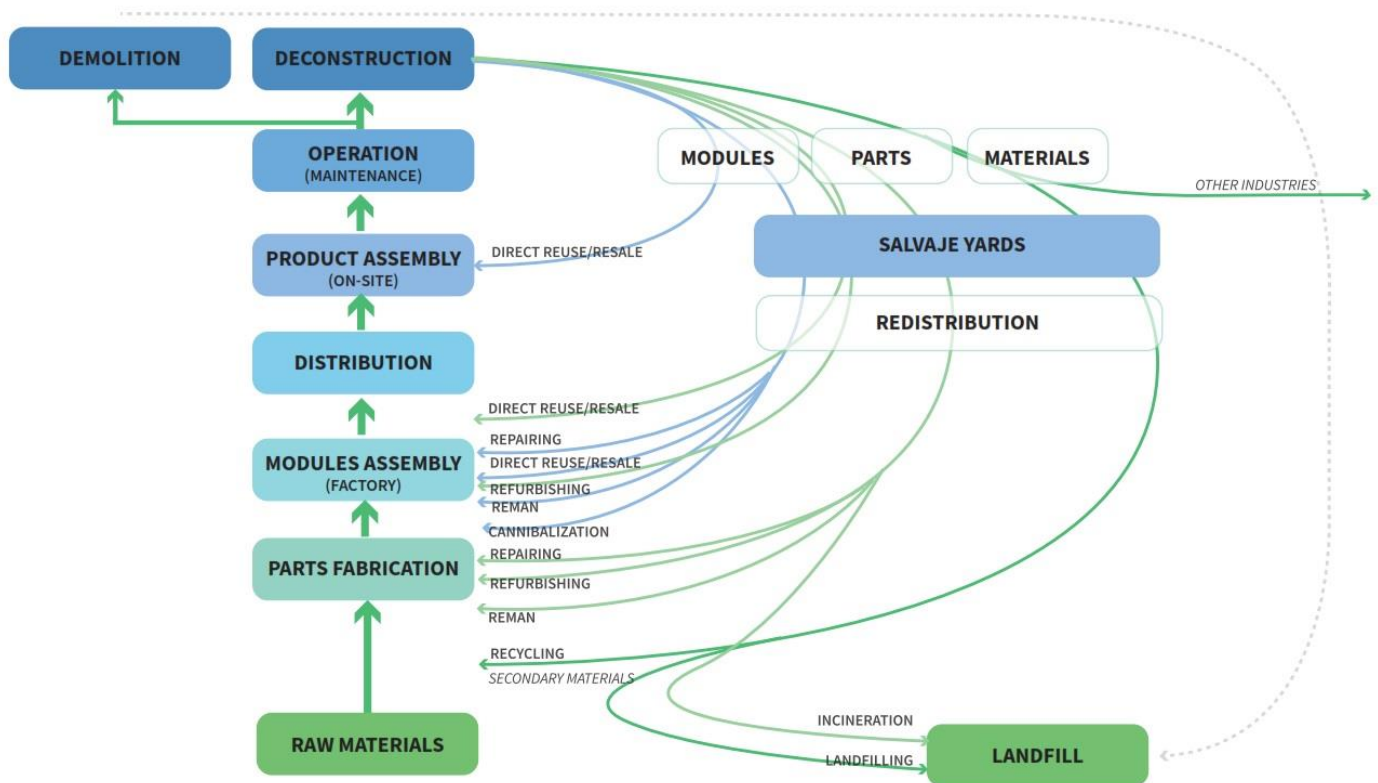 DEMOLITION
DECONSTRUCTION
OPERATION
(MAINTENANCE)
MODULES
PARTS
MATERIALS
OTHER INDUSTRIES
PRODUCT ASSEMBLY
(ON-SITE)
DIRECT REUSE/RESALE
SALVAJE YARDS
REDISTRIBUTION
DISTRIBUTION
DIRECT REUSE/RESALE
REPAIRING
MODULES ASSEMBLY
(FACTORY)
DIRECT REUSE/RESALE
REFURBISHING
REMAN
CANNIBALIZATION
PARTS FABRICATION
REPAIRING
REFURBISHING
REMAN
RECYCLING
SECONDARY MATERIALS
RAW MATERIALS
INCINERATION
LANDFILLING
LANDFILL